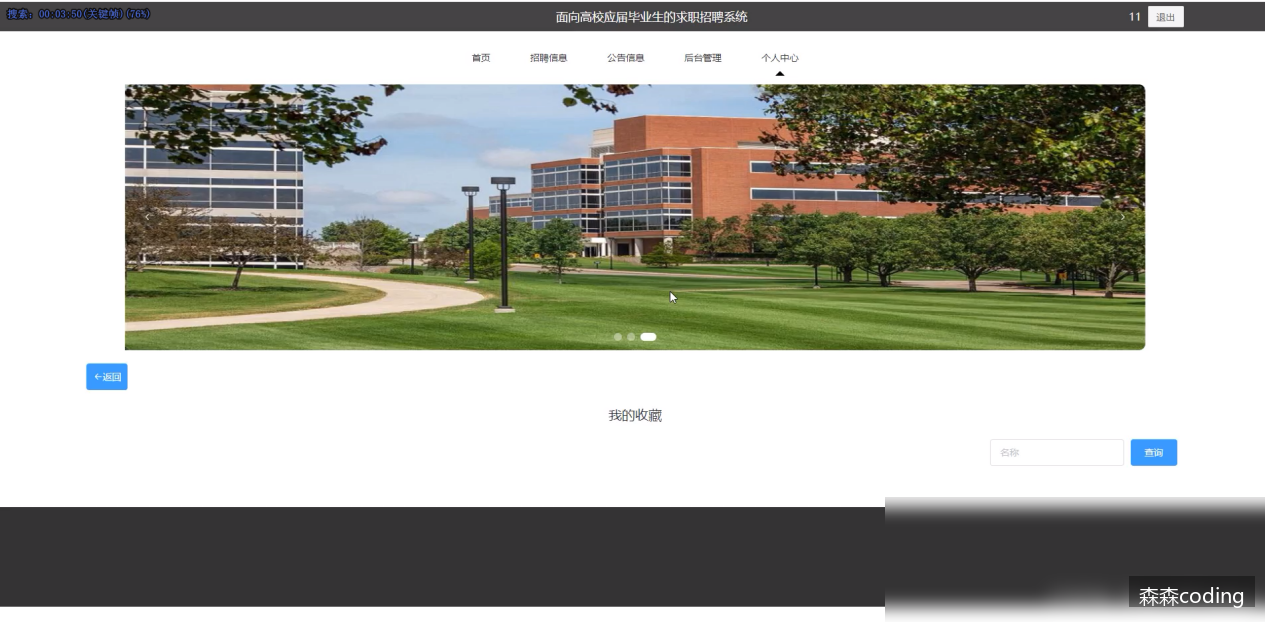 搜索: 00:03:50(关键帧)(76%)
面向高校应届毕业生的求职招聘系统
11 退出
首页 招聘信息 公告信息 后台管理 个人中心
←返回
我的收藏
名称 查询
森森coding